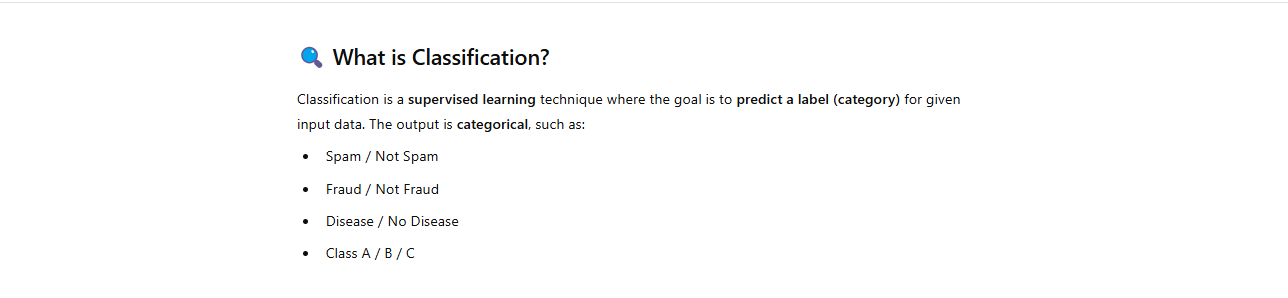 🔍 What is Classification?
Classification is a supervised learning technique where the goal is to predict a label (category) for given
input data. The output is categorical, such as:
• Spam / Not Spam
• Fraud / Not Fraud
• Disease / No Disease
• Class A / B / C